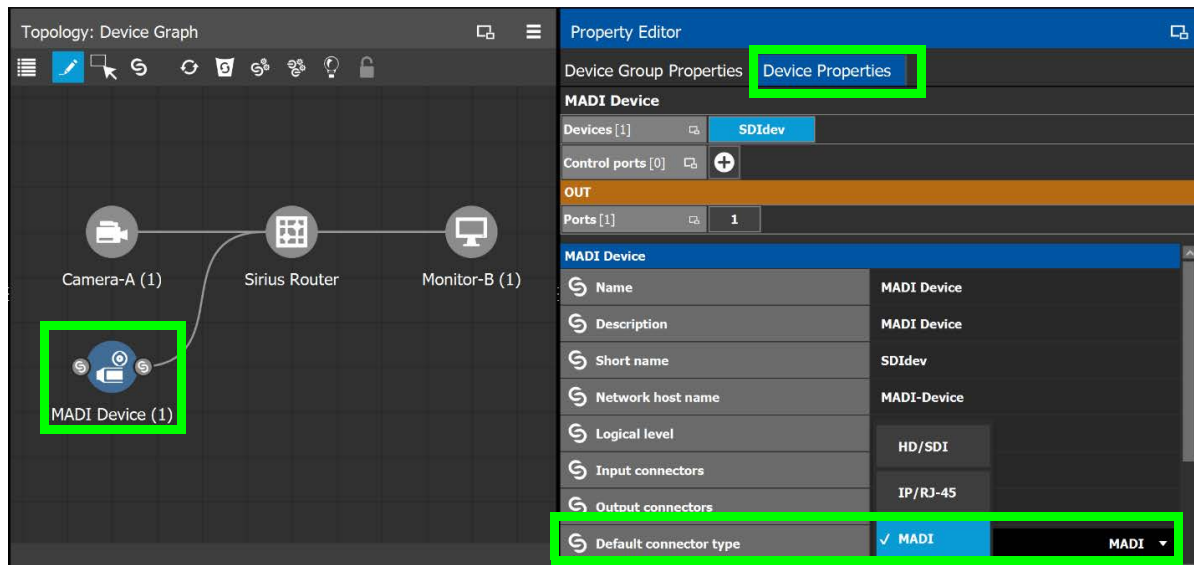 Topology: Device Graph
Camera-A (1)
Sirius Router
Monitor-B (1)
MADI Device (1)
Property Editor
Device Group Properties
Device Properties
MADI Device
Devices [1]
SDIdev
Control ports [0]
OUT
Ports [1]
1
MADI Device
Name
MADI Device
Description
MADI Device
Short name
SDIdev
Network host name
MADI-Device
Logical level
HD/SDI
Input connectors
IP/RJ-45
Output connectors
Default connector type
✓ MADI
MADI